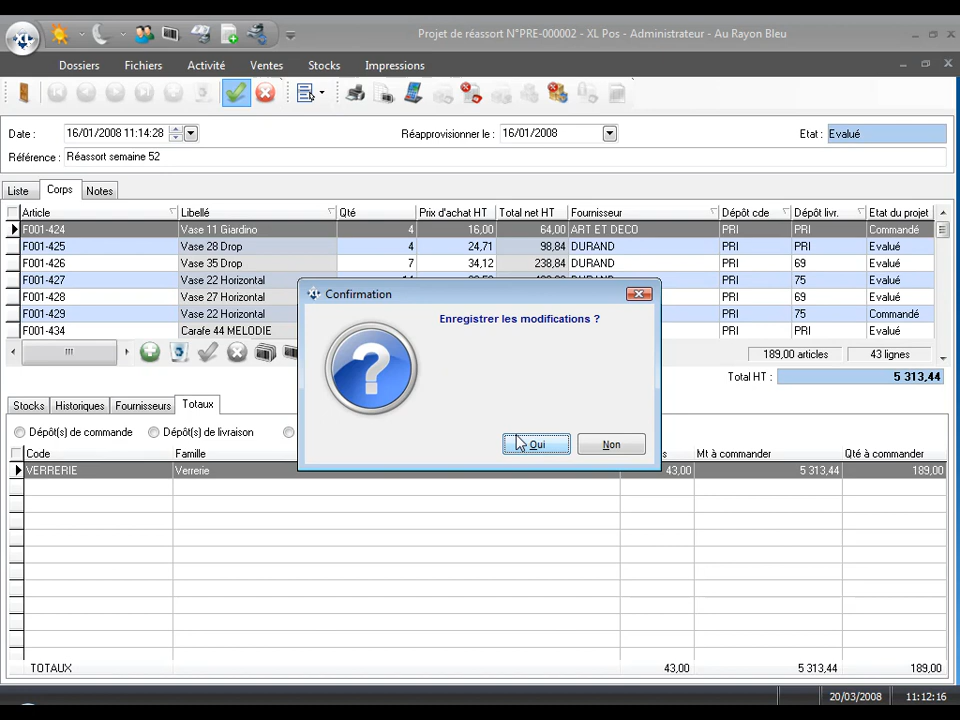 XL
Projet de réassort N°PRE-000002 - XL Pos - Administrateur - Au Rayon Bleu
Dossiers Fichiers Activité Ventes Stocks Impressions
Date : 16/01/2008 11:14:28 Réapprovisionner le : 16/01/2008 Etat : Evalué
Référence : Réassort semaine 52
Liste Corps Notes
Article Libellé Qté Prix d'achat HT Total net HT Fournisseur Dépôt cde Dépôt livr. Etat du projet
F001-424 Vase 11 Giardino 4 16,00 64,00 ART ET DECO PRI PRI Commandé
F001-425 Vase 28 Drop 4 24,71 98,84 DURAND PRI PRI Evalué
F001-426 Vase 35 Drop 7 34,12 238,84 DURAND PRI 69 Evalué
F001-427 Vase 22 Horizontal PRI 75 Evalué
F001-428 Vase 27 Horizontal PRI 69 Evalué
F001-429 Vase 22 Horizontal PRI 75 Commandé
F001-434 Carafe 44 MELODIE PRI PRI Evalué
189,00 articles 43 lignes
Total HT : 5 313,44
Confirmation
Enregistrer les modifications ?
Oui Non
Stocks Historiques Fournisseurs Totaux
Dépôt(s) de commande Dépôt(s) de livraison
Code Famille Mt à commander Qté à commander
VERRERIE Verrerie 43,00 5 313,44 189,00
TOTAUX 43,00 5 313,44 189,00
20/03/2008 11:12:16